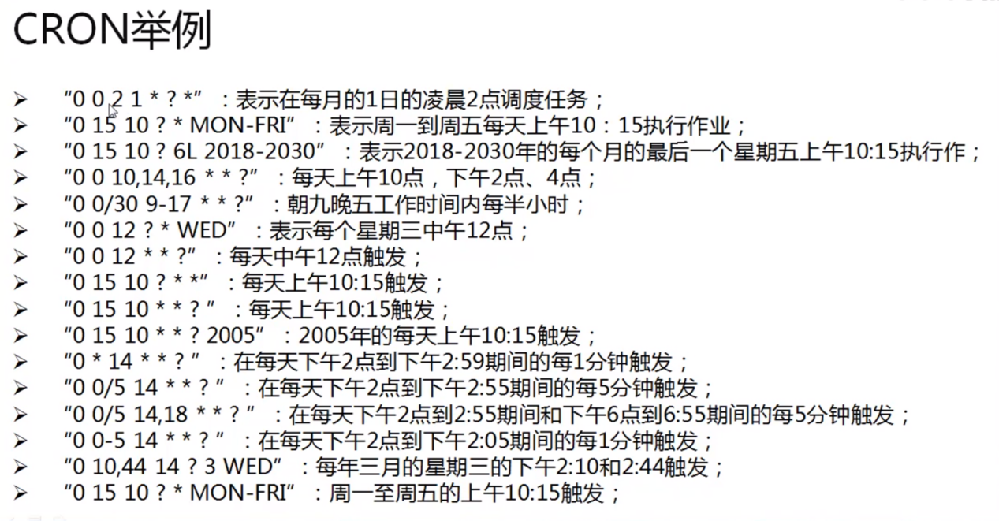 CRON举例
➢ “0 0 2 1 * ? *” ：表示在每月的1日的凌晨2点调度任务；
➢ “0 15 10 ? * MON-FRI” ：表示周一到周五每天上午10：15执行作业；
➢ “0 15 10 ? 6L 2018-2030” ：表示2018-2030年的每个月的最后一个星期五上午10:15执行作；
➢ “0 0 10,14,16 * * ?” ：每天上午10点，下午2点、4点；
➢ “0 0/30 9-17 * * ?” ：朝九晚五工作时间内每半小时；
➢ “0 0 12 ? * WED” ：表示每个星期三中午12点；
➢ “0 0 12 * * ?” ：每天中午12点触发；
➢ “0 15 10 ? * *” ：每天上午10:15触发；
➢ “0 15 10 * * ? ” ：每天上午10:15触发；
➢ “0 15 10 * * ? 2005” ：2005年的每天上午10:15触发；
➢ “0 * 14 * * ? ” ：在每天下午2点到下午2:59期间的每1分钟触发；
➢ “0 0/5 14 * * ? ” ：在每天下午2点到下午2:55期间的每5分钟触发；
➢ “0 0/5 14,18 * * ? ” ：在每天下午2点到2:55期间和下午6点到6:55期间的每5分钟触发；
➢ “0 0-5 14 * * ? ” ：在每天下午2点到下午2:05期间的每1分钟触发；
➢ “0 10,44 14 ? 3 WED” ：每年三月的星期三的下午2:10和2:44触发；
➢ “0 15 10 ? * MON-FRI” ：周一至周五的上午10:15触发；